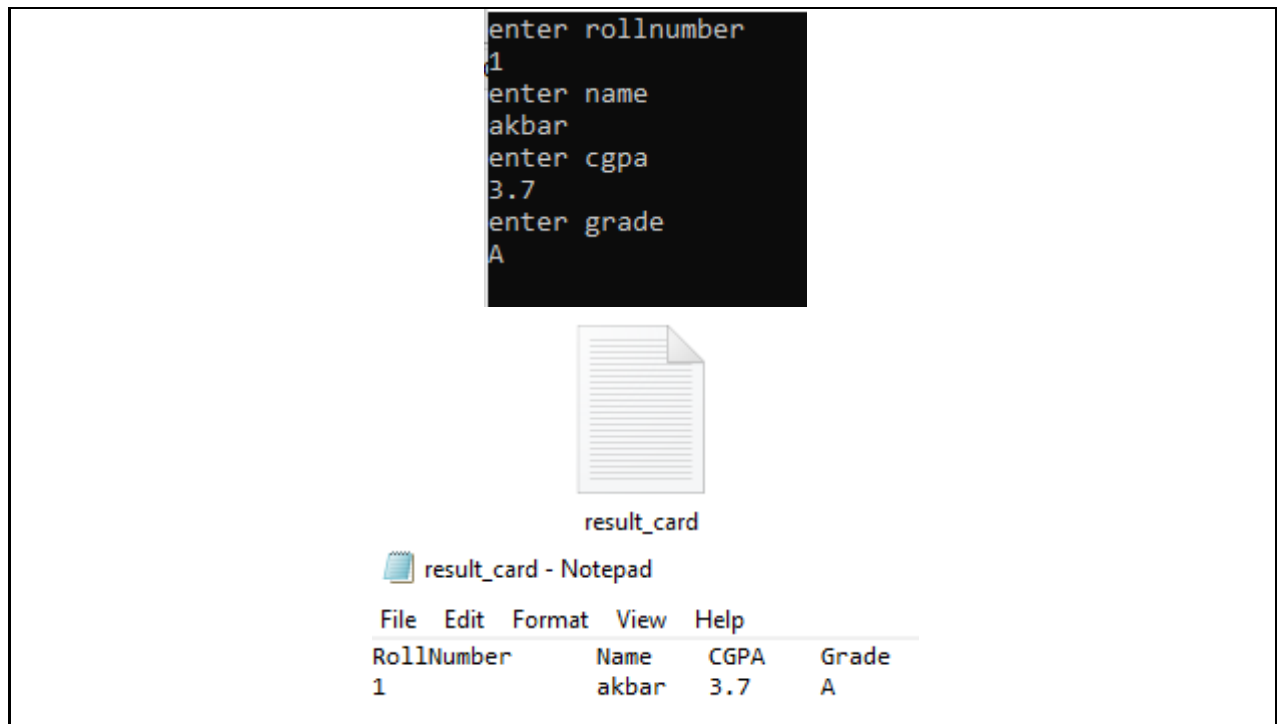 enter rollnumber
1
enter name
akbar
enter cgpa
3.7
enter grade
A
result_card
result_card - Notepad
File Edit Format View Help
RollNumber Name CGPA Grade
1 akbar 3.7 A